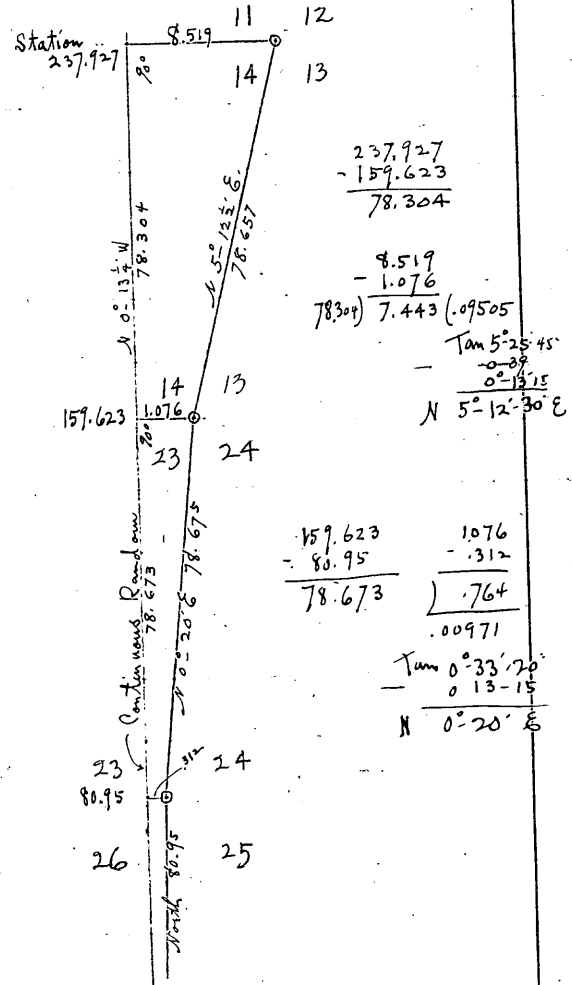 11 12
Station 8.519
237.927
90°
14 13
N 0°-13¼' W
78.304
N 5°-12½' E.
78.657
237.927
- 159.623
78.304
8.519
- 1.076
78.304) 7.443 (.09505
Tan 5°-25'-45
- 0-39
0°-13'15
N 5°-12'-30" E
14 13
159.623 1.076
90°
23 24
Continuous Random
78.673
N 0°-20' E 78.675
159.623
- 80.95
78.673
1.076
- .312
) .764
.00971
Tan 0°-33'-20"
- 0 13-15
N 0°-20' E
23 24
.312
80.95
26 25
North 80.95